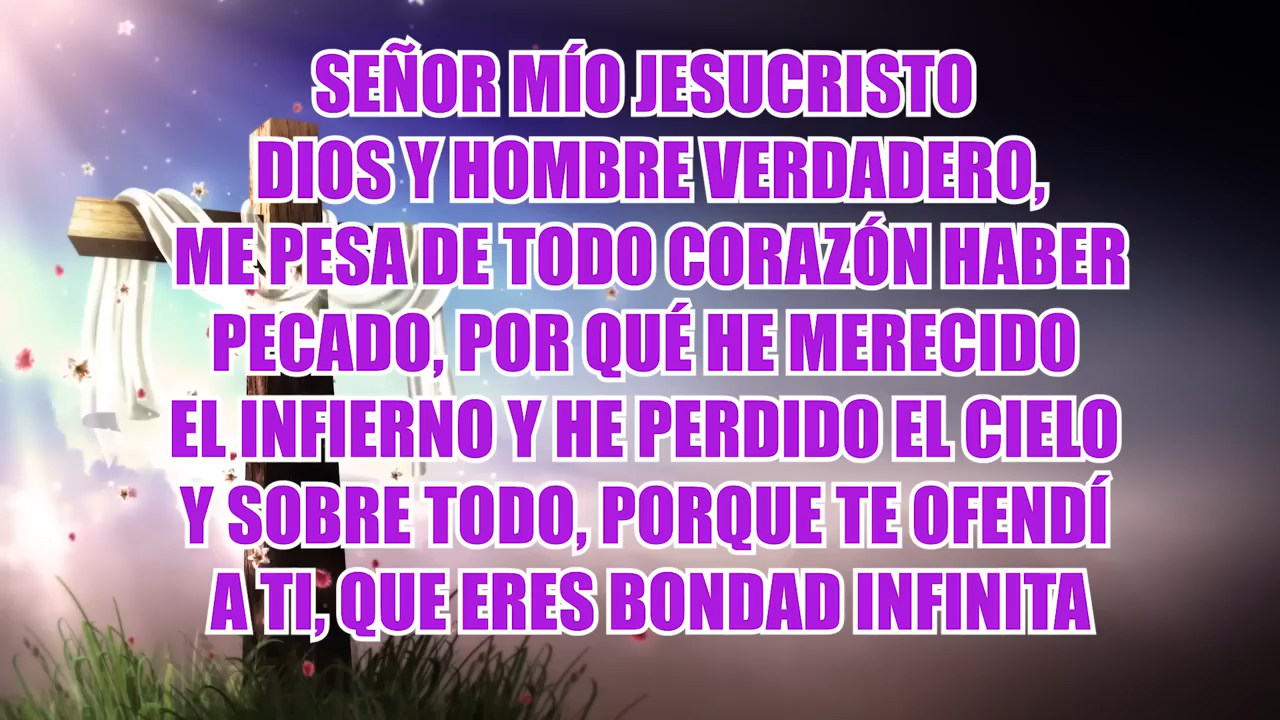 SEÑOR MÍO JESUCRISTO
DIOS Y HOMBRE VERDADERO,
ME PESA DE TODO CORAZÓN HABER
PECADO, POR QUÉ HE MERECIDO
EL INFIERNO Y HE PERDIDO EL CIELO
Y SOBRE TODO, PORQUE TE OFENDÍ
A TI, QUE ERES BONDAD INFINITA